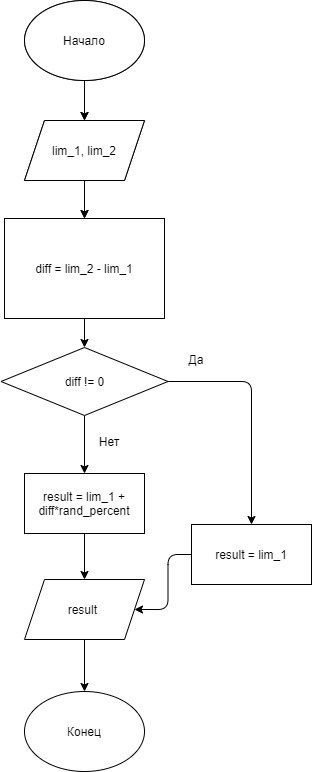 Начало
lim_1, lim_2
diff = lim_2 - lim_1
diff != 0
Да
Нет
result = lim_1 +
diff*rand_percent
result = lim_1
result
Конец